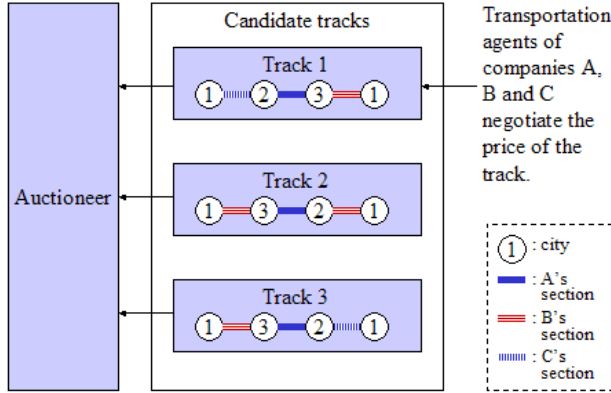 Candidate tracks
Transportation
agents of
companies A,
B and C
negotiate the
price of the
track.
Track 1
1 2 3 1
Auctioneer
Track 2
1 3 2 1
Track 3
1 3 2 1
1 : city
: A's
section
: B's
section
: C's
section